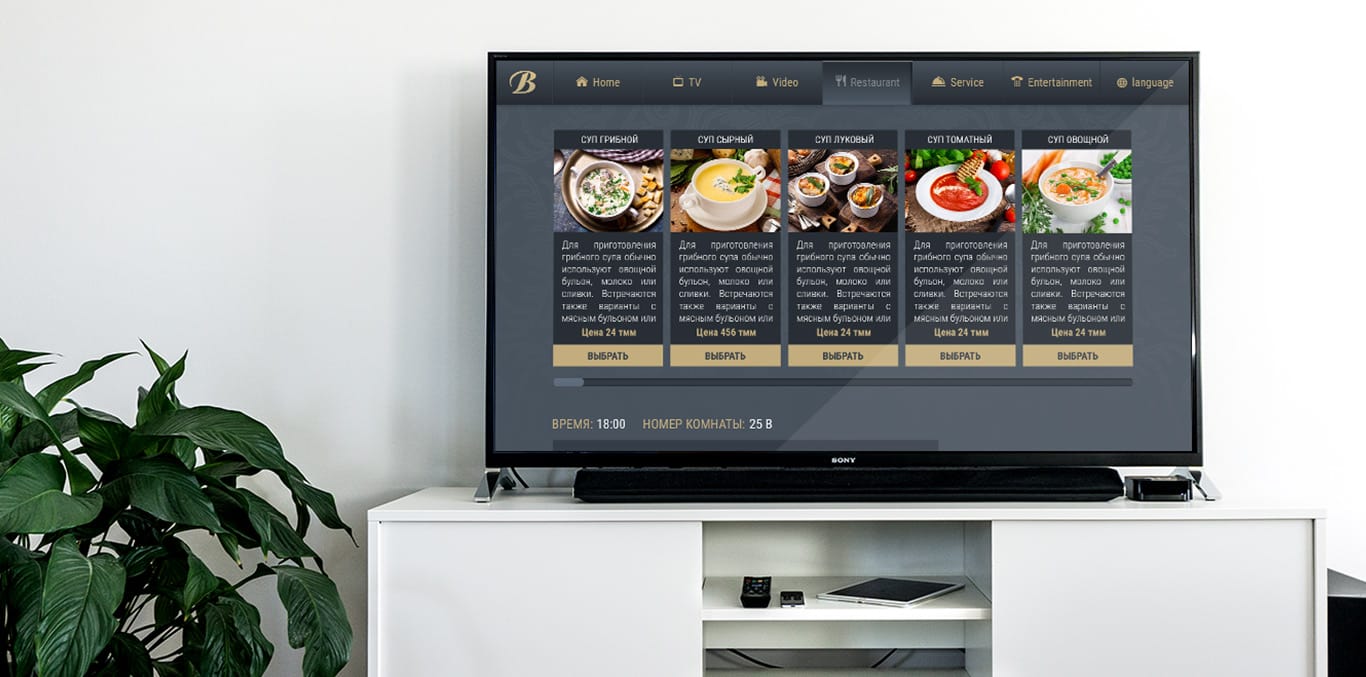 B
Home
TV
Video
Restaurant
Service
Entertainment
language
СУП ГРИБНОЙ
СУП СЫРНЫЙ
СУП ЛУКОВЫЙ
СУП ТОМАТНЫЙ
СУП ОВОЩНОЙ
Для приготовления
грибного супа обычно
используют овощной
бульон, молоко или
сливки. Встречаются
также варианты с
мясным бульоном или
Цена 24 тмм
ВЫБРАТЬ
Для приготовления
грибного супа обычно
используют овощной
бульон, молоко или
сливки. Встречаются
также варианты с
мясным бульоном или
Цена 456 тмм
ВЫБРАТЬ
Для приготовления
грибного супа обычно
используют овощной
бульон, молоко или
сливки. Встречаются
также варианты с
мясным бульоном или
Цена 24 тмм
ВЫБРАТЬ
Для приготовления
грибного супа обычно
используют овощной
бульон, молоко или
сливки. Встречаются
также варианты с
мясным бульоном или
Цена 24 тмм
ВЫБРАТЬ
Для приготовления
грибного супа обычно
используют овощной
бульон, молоко или
сливки. Встречаются
также варианты с
мясным бульоном или
Цена 24 тмм
ВЫБРАТЬ
ВРЕМЯ: 18:00 НОМЕР КОМНАТЫ: 25 B
SONY